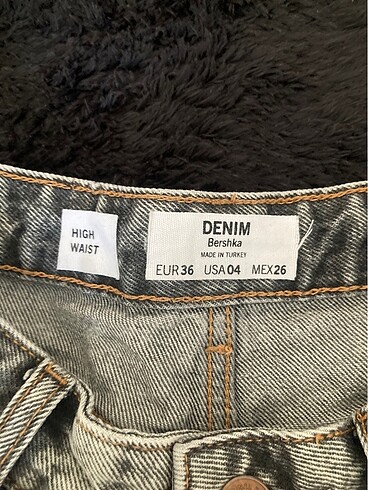 HIGH
WAIST
DENIM
Bershka
MADE IN TURKEY
EUR 36 USA 04 MEX 26